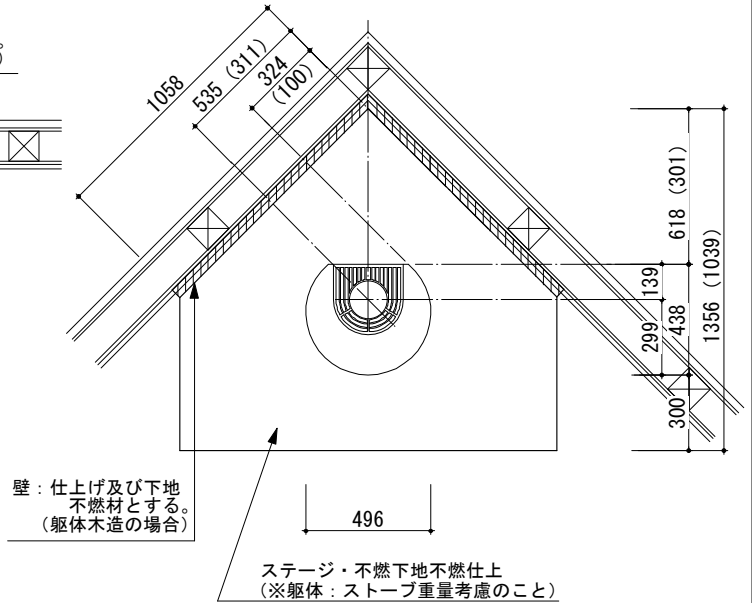 1058
535 (311)
324
(100)
618 (301)
1356 (1039)
139
438
299
300
496
壁：仕上げ及び下地
不燃材とする。
（躯体木造の場合）
ステージ・不燃下地不燃仕上
（※躯体：ストーブ重量考慮のこと）